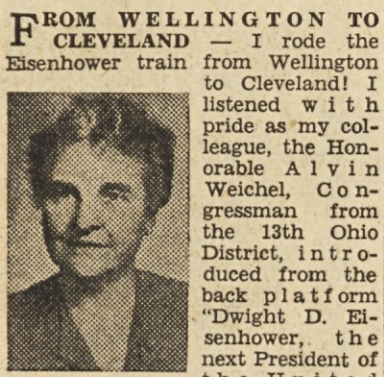 FROM WELLINGTON TO
CLEVELAND — I rode the
Eisenhower train from Wellington
to Cleveland! I
listened with
pride as my col-
league, the Hon-
orable Alvin
Weichel, Con-
gressman from
the 13th Ohio
District, intro-
duced from the
back platform
"Dwight D. Ei-
senhower, the
next President of
the United